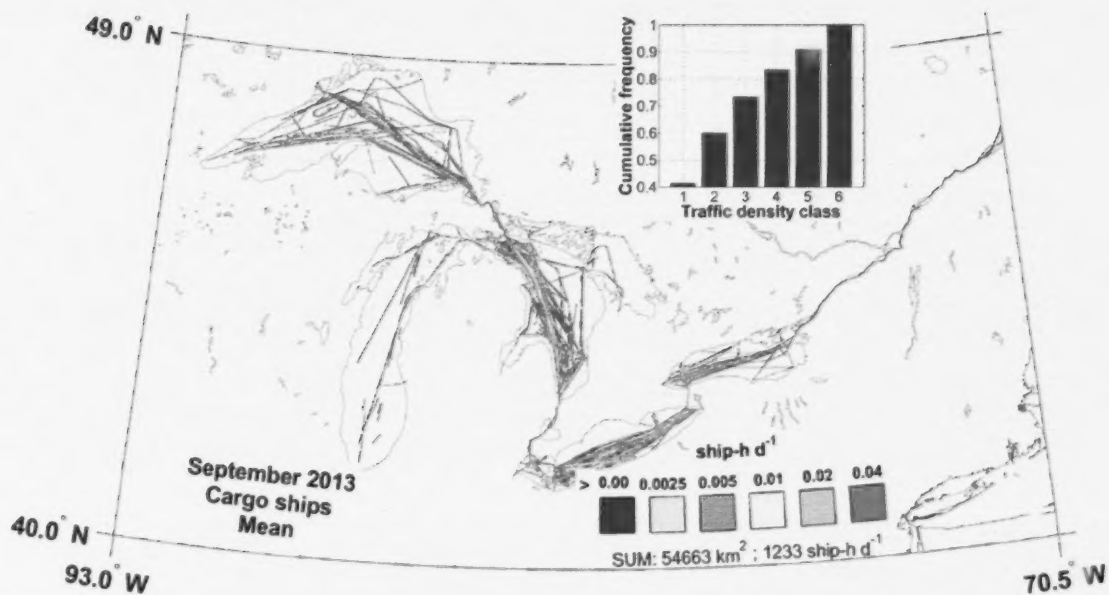 49.0° N
Cumulative frequency
1
0.9
0.8
0.7
0.6
0.5
0.4
1 2 3 4 5 6
Traffic density class
September 2013
Cargo ships
Mean
ship-h d⁻¹
> 0.00 0.0025 0.005 0.01 0.02 0.04
SUM: 54663 km² ; 1233 ship-h d⁻¹
40.0° N
93.0° W
70.5° W